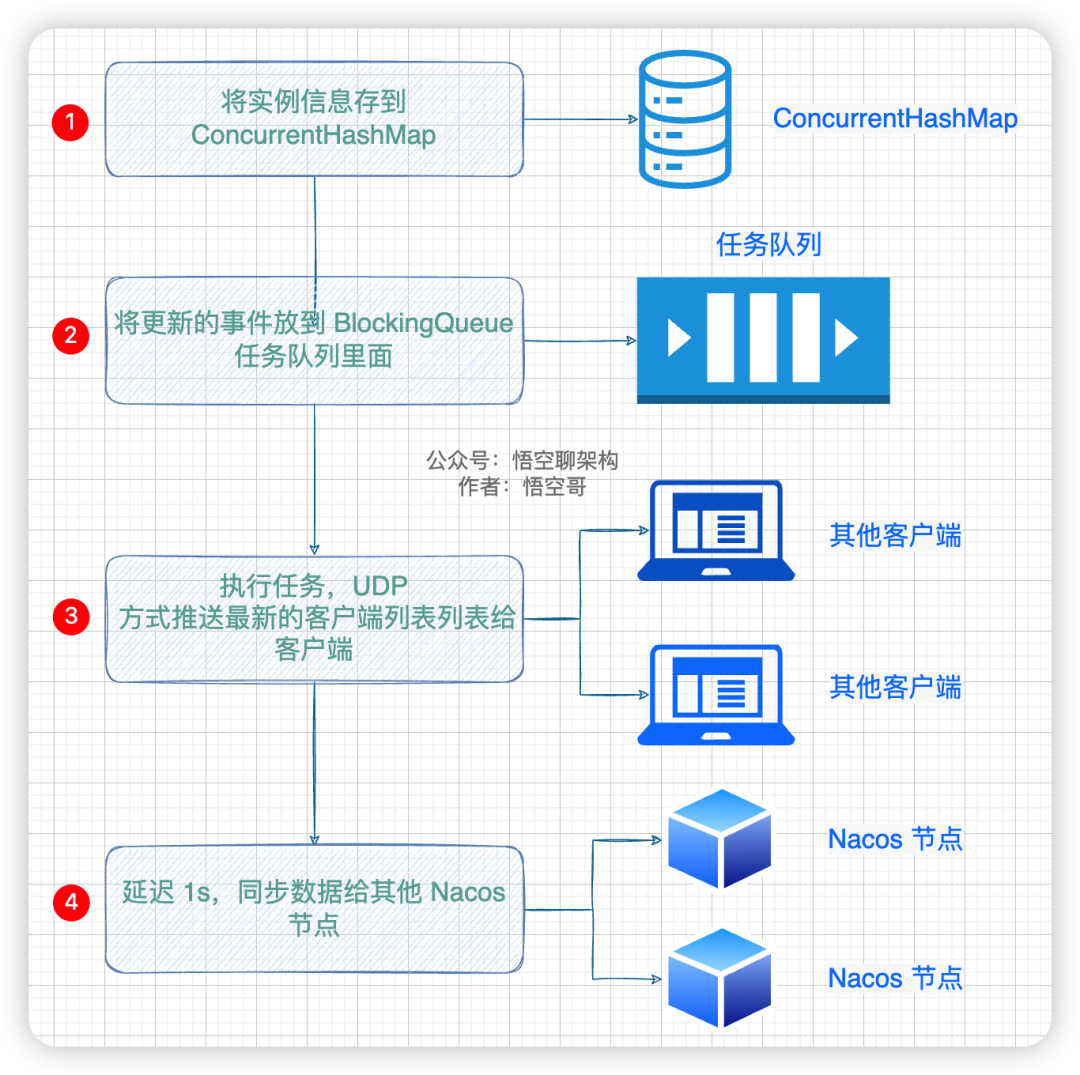 1
将实例信息存到
ConcurrentHashMap
ConcurrentHashMap
任务队列
2
将更新的事件放到 BlockingQueue
任务队列里面
公众号：悟空聊架构
作者：悟空哥
3
执行任务，UDP
方式推送最新的客户端列表列表给
客户端
其他客户端
其他客户端
4
延迟 1s，同步数据给其他 Nacos
节点
Nacos 节点
Nacos 节点